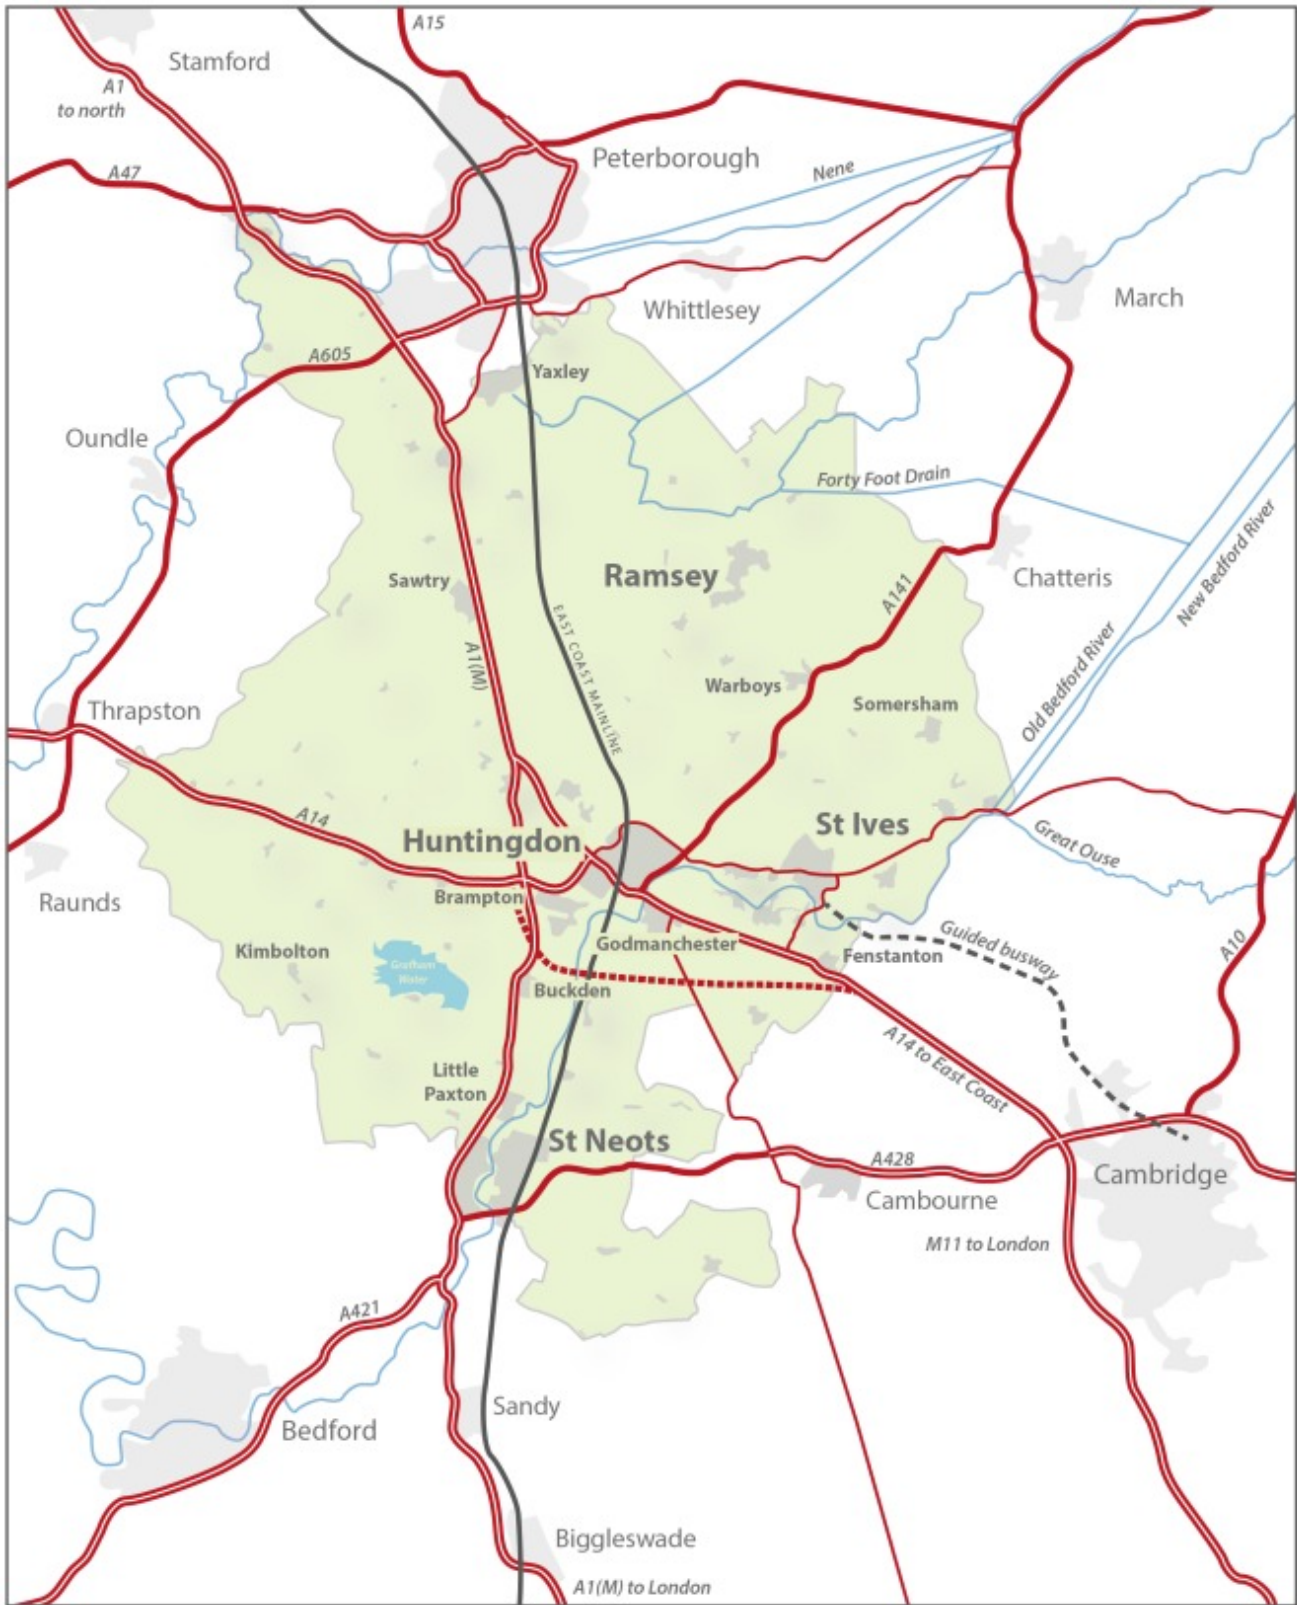 A15
Stamford
A1
to north
Peterborough
A47
Nene
Whittlesey
March
A605
Yaxley
Oundle
Forty Foot Drain
New Bedford River
Ramsey
Chatteris
Sawtry
A141
EAST COAST MAINLINE
A1(M)
Old Bedford River
Warboys
Somersham
Thrapston
A14
St Ives
Huntingdon
Great Ouse
Brampton
Raunds
Guided busway
A10
Godmanchester
Kimbolton
Fenstanton
Grafham
Water
Buckden
A14 to East Coast
Little
Paxton
St Neots
A428
Cambridge
Cambourne
M11 to London
A421
Sandy
Bedford
Biggleswade
A1(M) to London